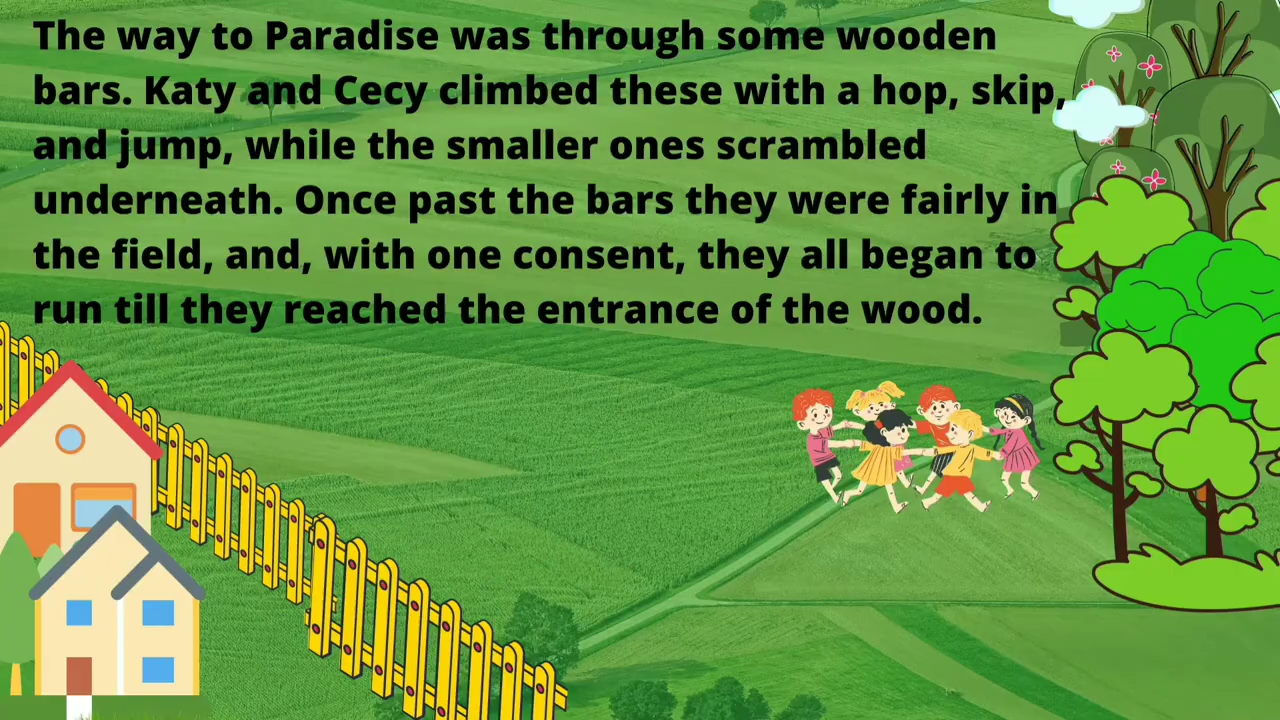 The way to Paradise was through some wooden
bars. Katy and Cecy climbed these with a hop, skip,
and jump, while the smaller ones scrambled
underneath. Once past the bars they were fairly in
the field, and, with one consent, they all began to
run till they reached the entrance of the wood.